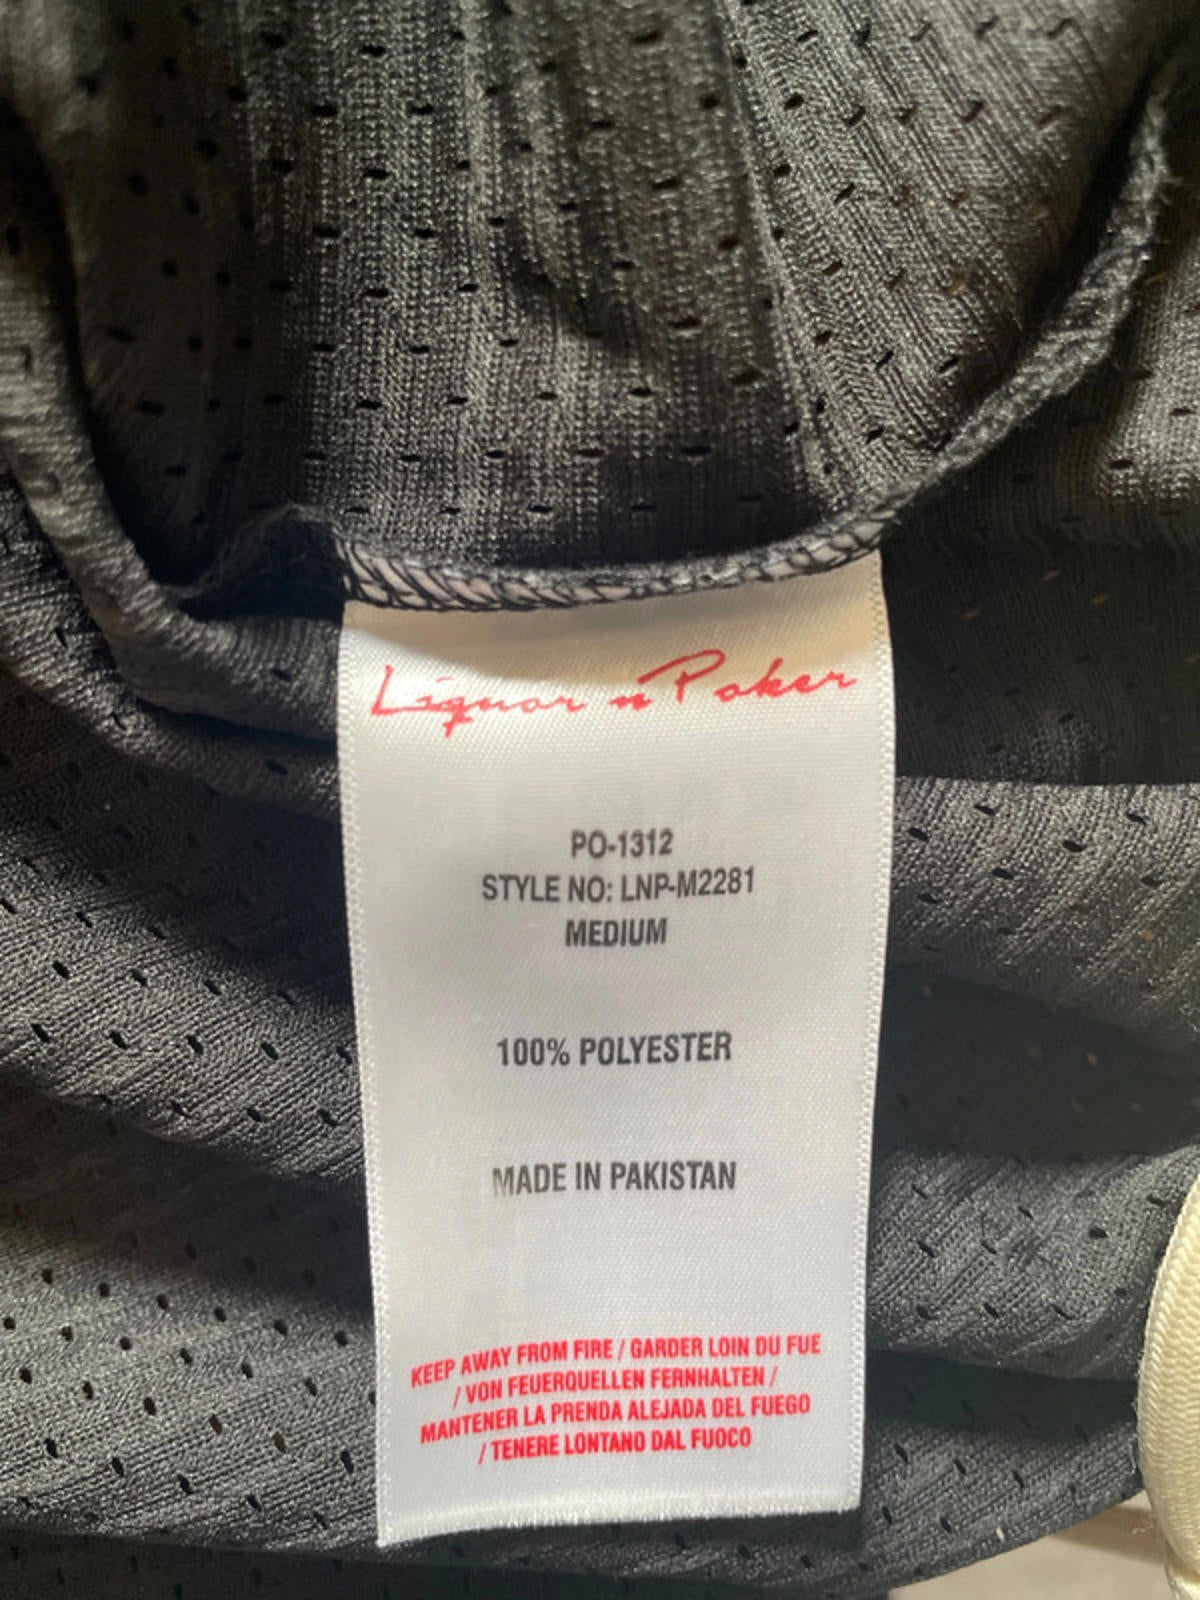 Liquor n Poker
PO-1312
STYLE NO: LNP-M2281
MEDIUM
100% POLYESTER
MADE IN PAKISTAN
KEEP AWAY FROM FIRE / GARDER LOIN DU FUE
/ VON FEUERQUELLEN FERNHALTEN /
MANTENER LA PRENDA ALEJADA DEL FUEGO
/ TENERE LONTANO DAL FUOCO